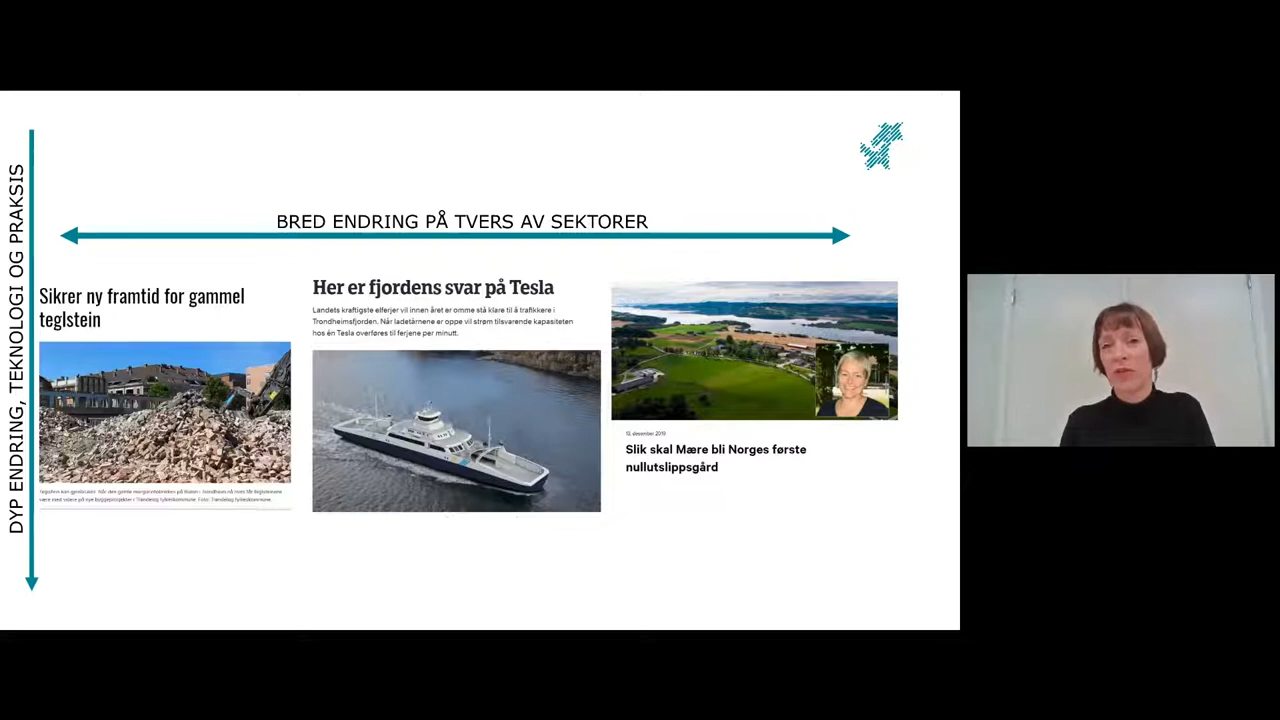 DYP ENDRING, TEKNOLOGI OG PRAKSIS
BRED ENDRING PÅ TVERS AV SEKTORER
Sikrer ny framtid for gammel
teglstein
Her er fjordens svar på Tesla
Landets kraftigste elferjer vil innen året er omme stå klare til å trafikkere i
Trondheimsfjorden. Når ladetårnene er oppe vil strøm tilsvarende kapasiteten
hos én Tesla overføres til ferjene per minutt.
desember 2019
Slik skal Mære bli Norges første
nullutslippsgård